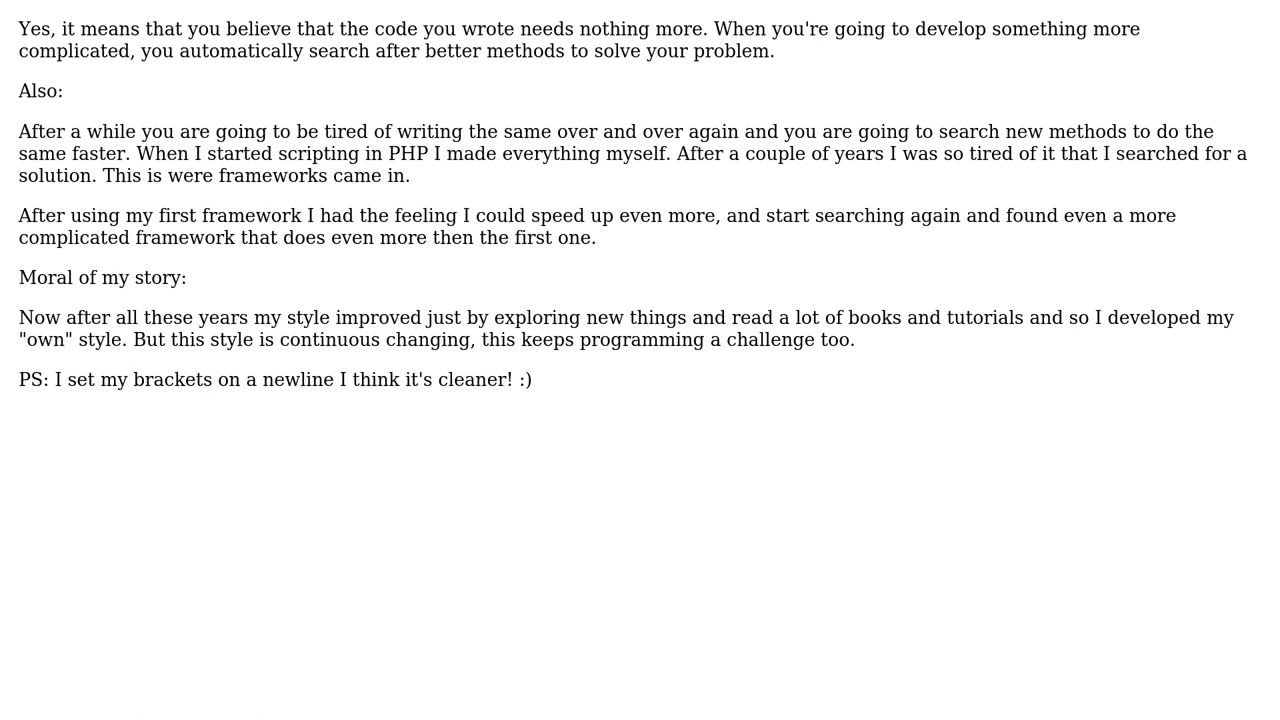 Yes, it means that you believe that the code you wrote needs nothing more. When you're going to develop something more
complicated, you automatically search after better methods to solve your problem.
Also:
After a while you are going to be tired of writing the same over and over again and you are going to search new methods to do the
same faster. When I started scripting in PHP I made everything myself. After a couple of years I was so tired of it that I searched for a
solution. This is were frameworks came in.
After using my first framework I had the feeling I could speed up even more, and start searching again and found even a more
complicated framework that does even more then the first one.
Moral of my story:
Now after all these years my style improved just by exploring new things and read a lot of books and tutorials and so I developed my
"own" style. But this style is continuous changing, this keeps programming a challenge too.
PS: I set my brackets on a newline I think it's cleaner! :)